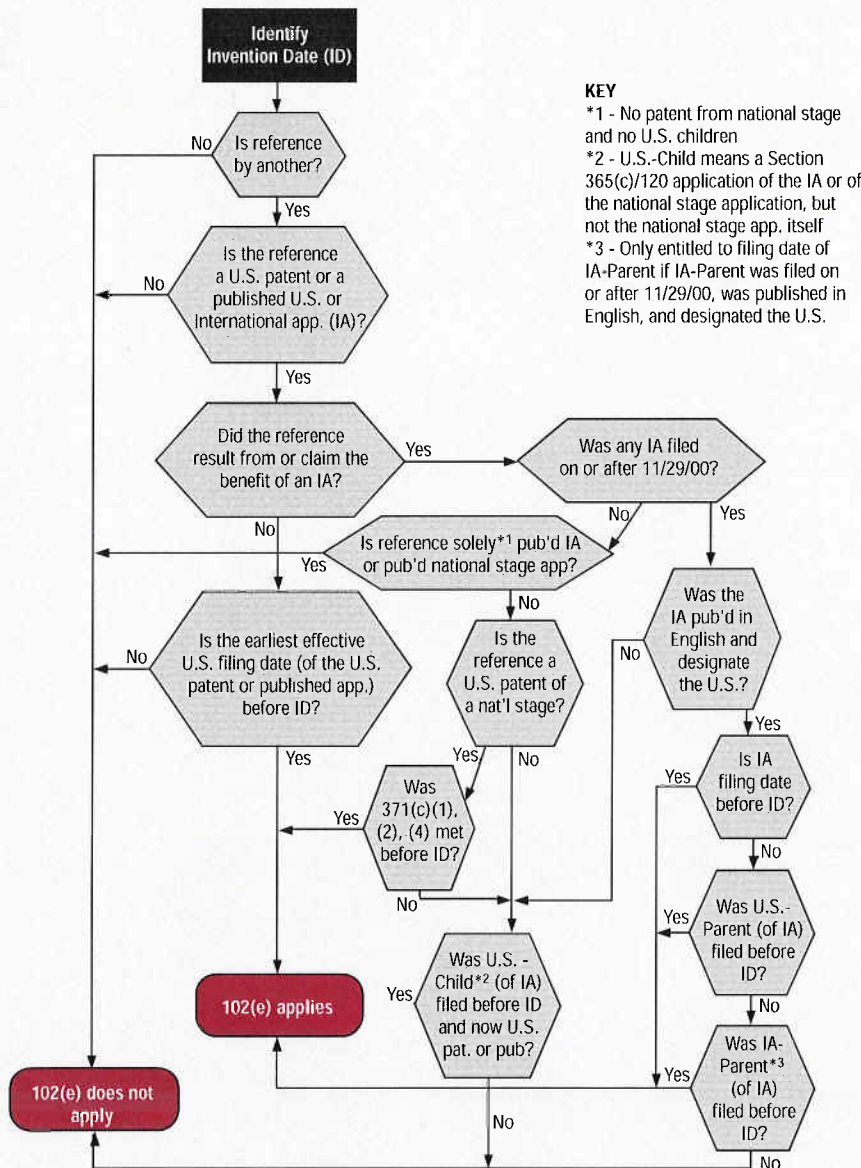 Identify
Invention Date (ID)
KEY
*1 - No patent from national stage
and no U.S. children
*2 - U.S.-Child means a Section
365(c)/120 application of the IA or of
the national stage application, but
not the national stage app. itself
*3 - Only entitled to filing date of
IA-Parent if IA-Parent was filed on
or after 11/29/00, was published in
English, and designated the U.S.
No
Is reference
by another?
Yes
Is the reference
a U.S. patent or a
published U.S. or
International app. (IA)?
No
Yes
Did the reference
result from or claim the
benefit of an IA?
Yes
Was any IA filed
on or after 11/29/00?
No
No
Yes
Is reference solely*1 pub'd IA
or pub'd national stage app?
Yes
No
Was the
IA pub'd in
English and
designate
the U.S.?
No
Yes
Is the earliest effective
U.S. filing date (of the U.S.
patent or published app.)
before ID?
No
Yes
Is the
reference a
U.S. patent of
a nat'l stage?
Yes
No
Was
371(c)(1),
(2), (4) met
before ID?
Yes
No
Is IA
filing date
before ID?
Yes
No
Was U.S.-
Parent (of IA)
filed before
ID?
Yes
No
Was U.S. -
Child*2 (of IA)
filed before ID
and now U.S.
pat. or pub?
Yes
No
Was IA-
Parent*3
(of IA)
filed before
ID?
Yes
No
102(e) applies
102(e) does not
apply